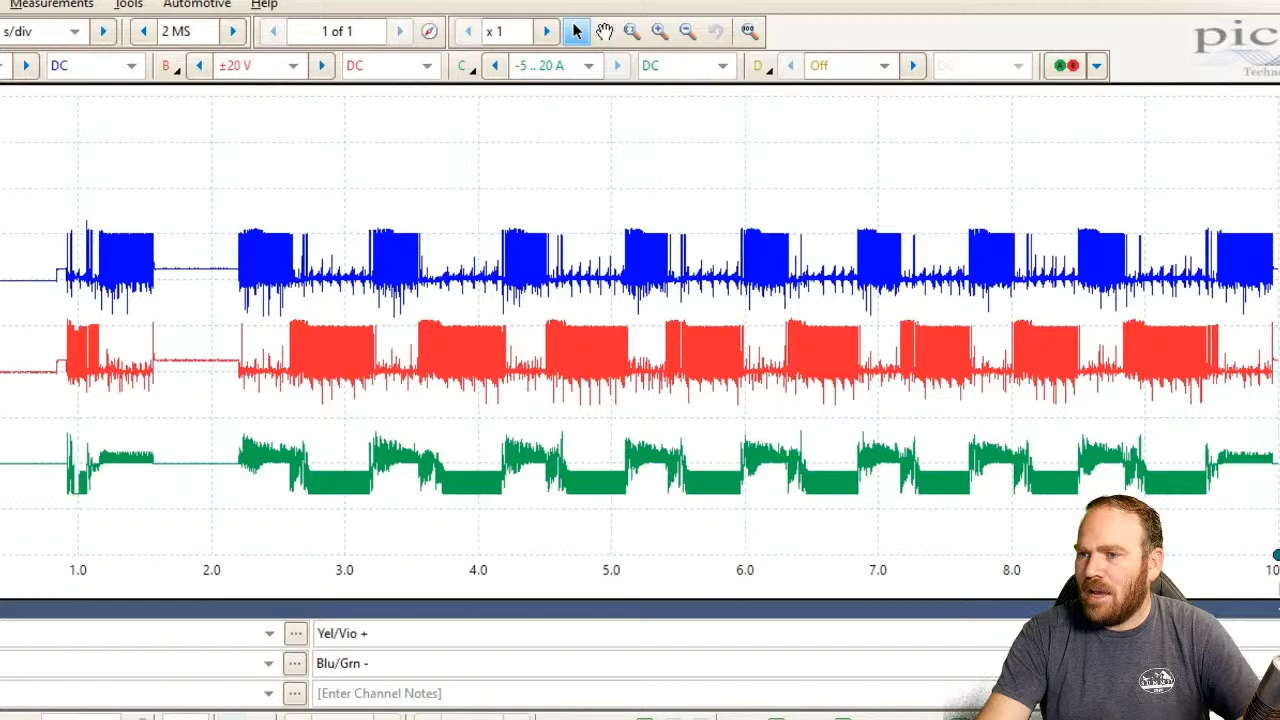 Measurements Tools Automotive Help
s/div 2 MS 1 of 1 x 1
DC B ±20 V DC C -5 .. 20 A DC D Off DC
pic
Techno
1.0 2.0 3.0 4.0 5.0 6.0 7.0 8.0 10
Yel/Vio +
Blu/Grn -
[Enter Channel Notes]